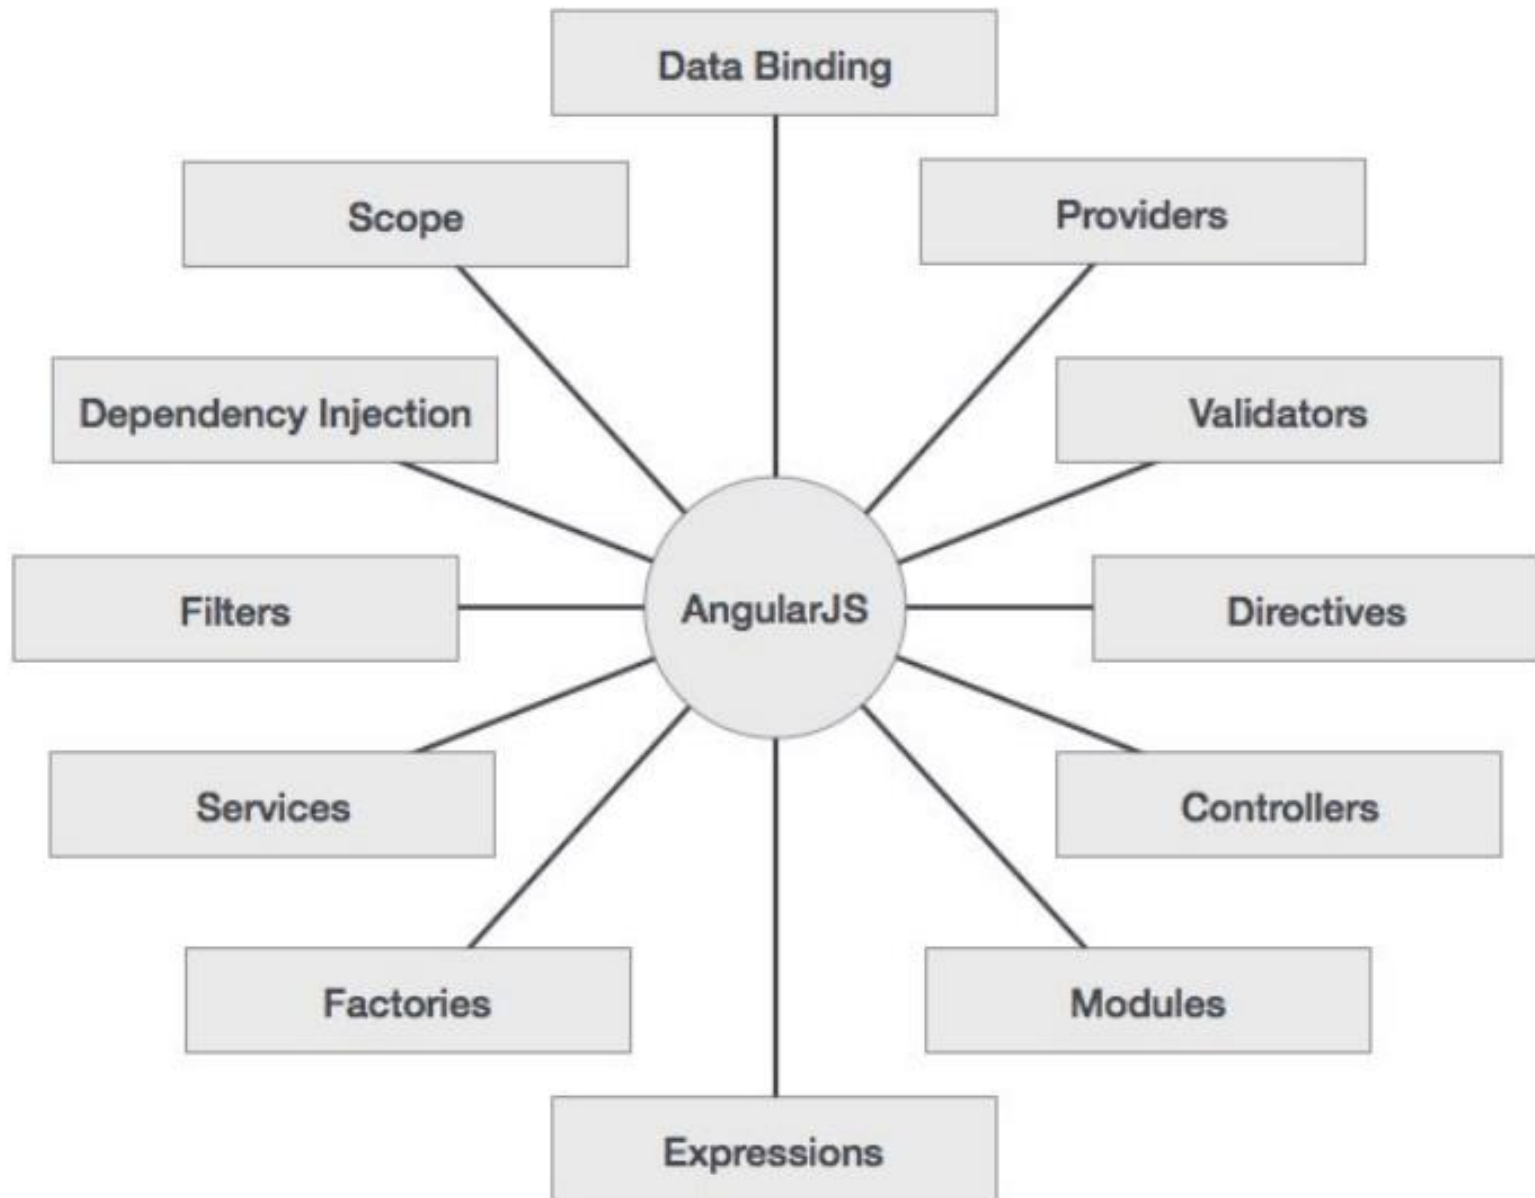 Data Binding
Scope
Providers
Dependency Injection
Validators
Filters
AngularJS
Directives
Services
Controllers
Factories
Modules
Expressions